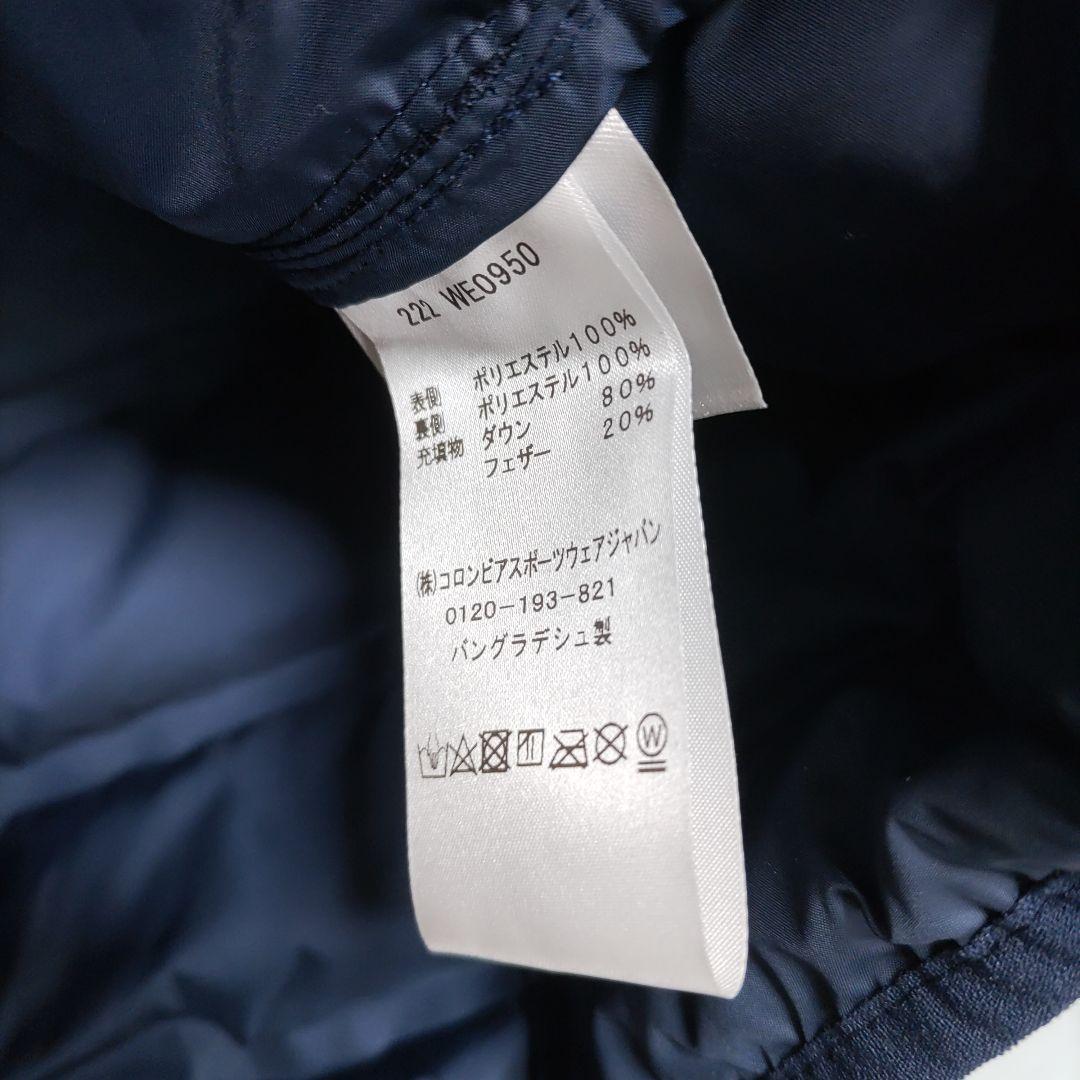 222 WE0950
表側 ポリエステル100%
裏側 ポリエステル100%
充填物 ダウン 80%
フェザー 20%
(株)コロンビアスポーツウェアジャパン
0120-193-821
バングラデシュ製
W